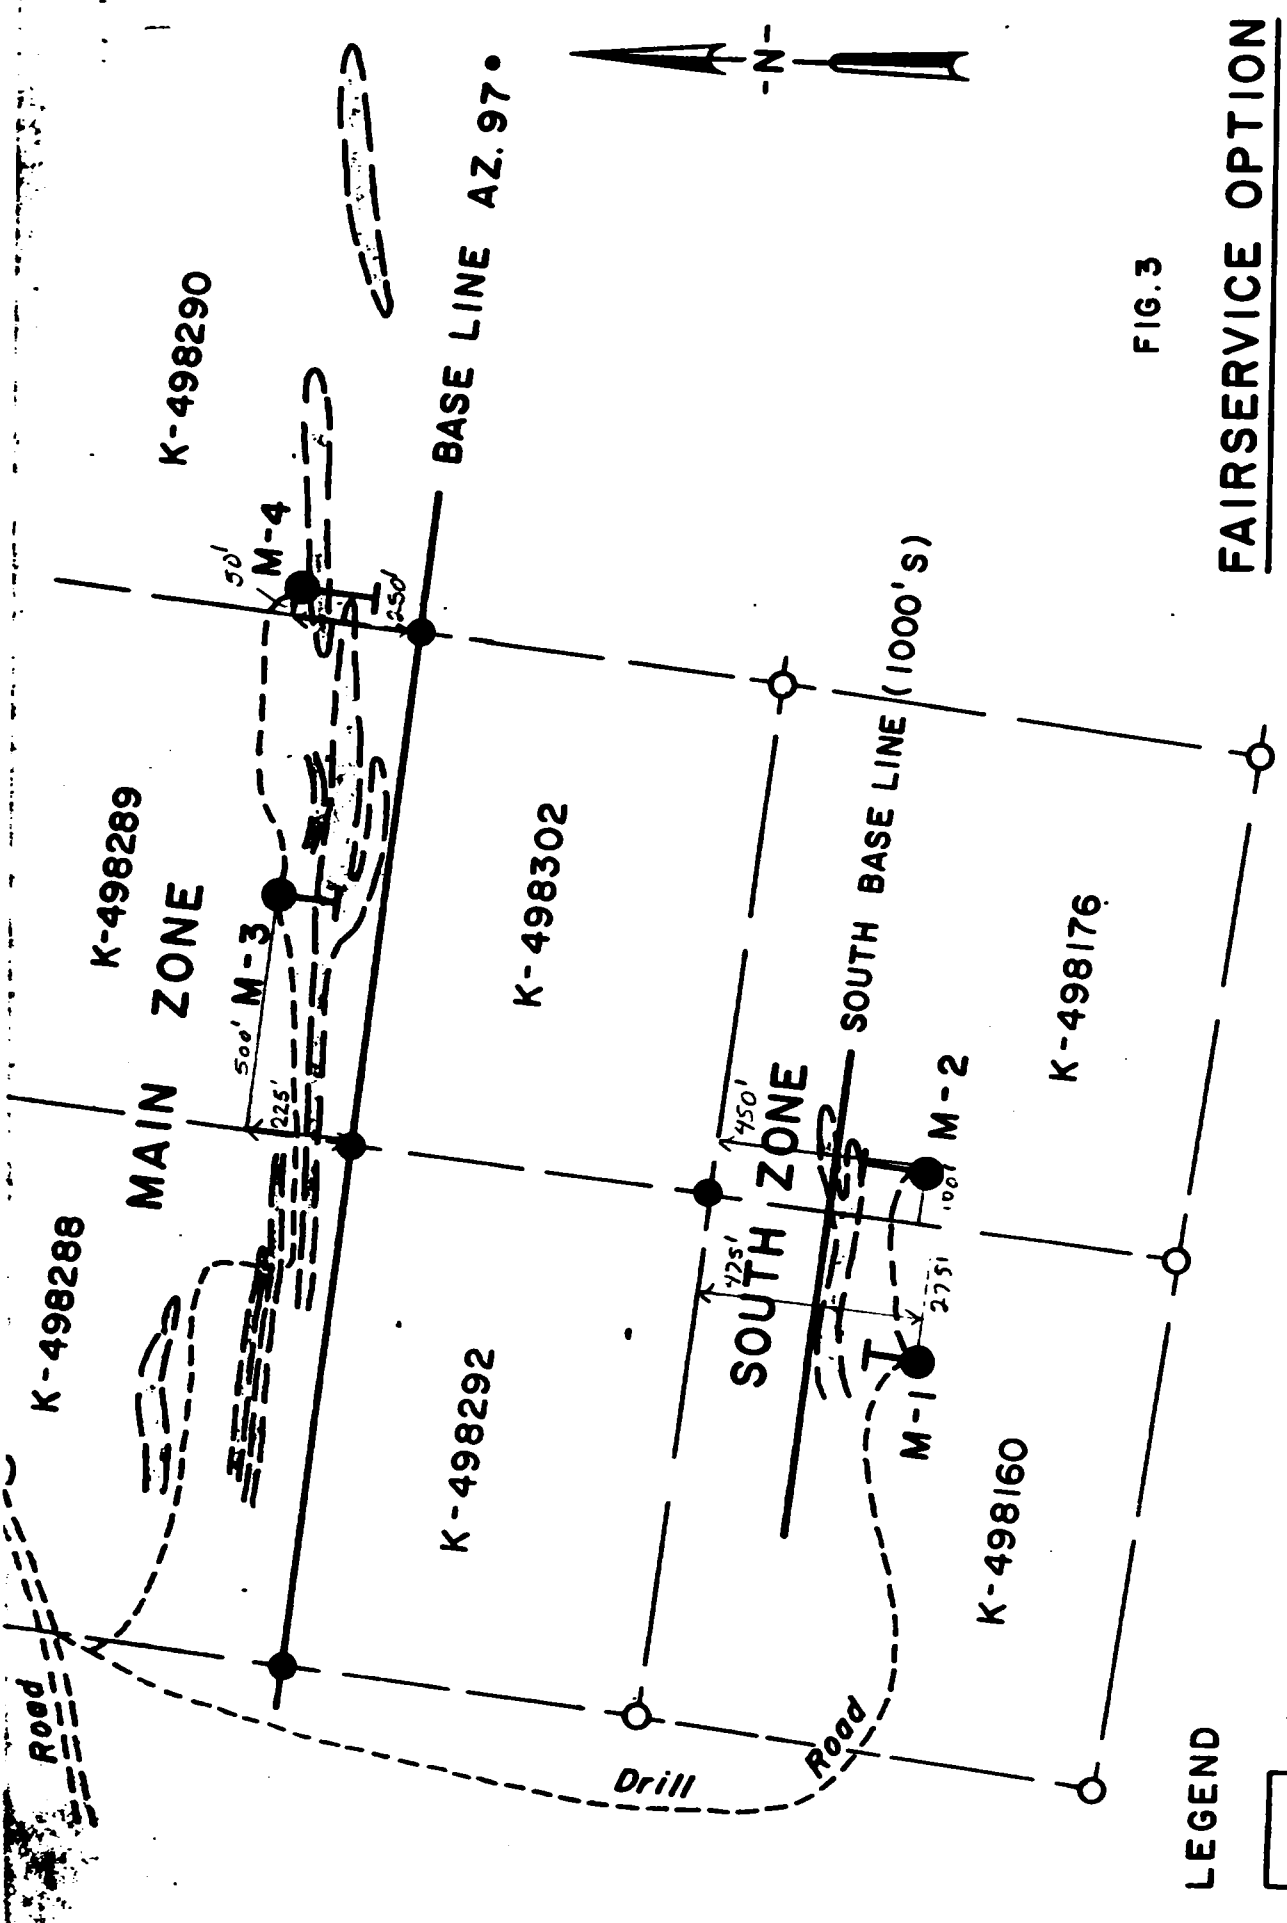 Road
K-498288
K-498289
K-498290
MAIN ZONE
500'
M-3
225'
50'
M-4
250'
BASE LINE AZ. 97°
K-498292
K-498302
475'
450'
SOUTH ZONE
SOUTH BASE LINE (1000'S)
M-1
275'
100'
M-2
K-498160
K-498176
Drill Road
-N-
LEGEND
FIG. 3
FAIRSERVICE OPTION